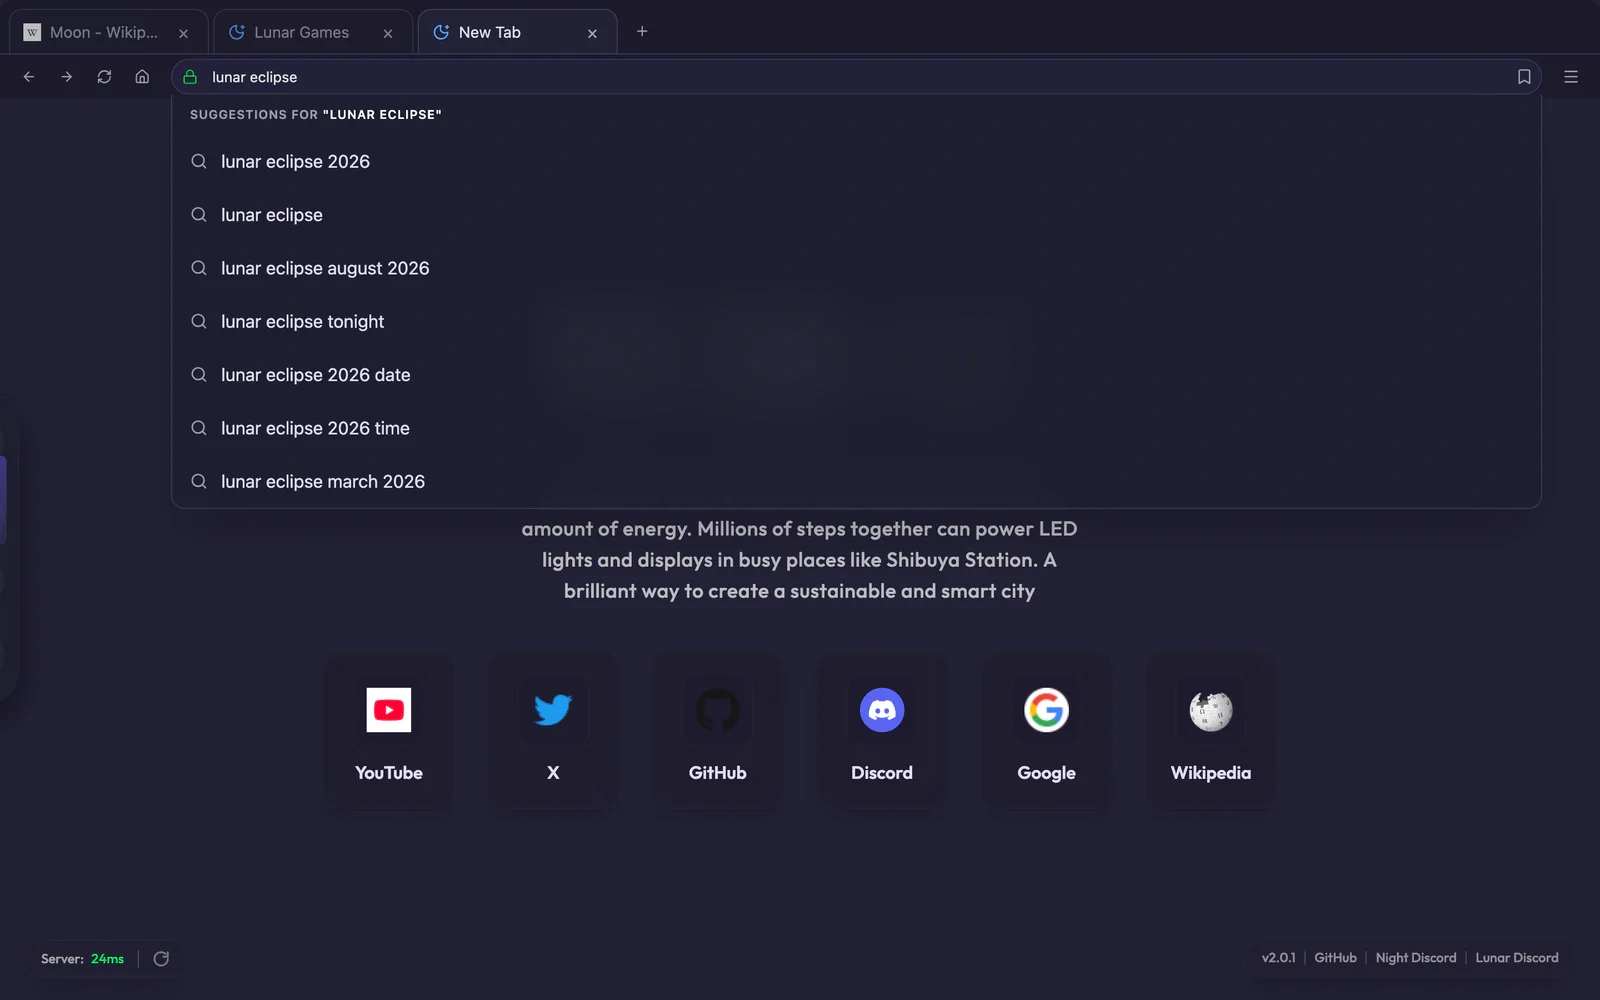 Moon - Wikip...
Lunar Games
New Tab
lunar eclipse
SUGGESTIONS FOR "LUNAR ECLIPSE"
lunar eclipse 2026
lunar eclipse
lunar eclipse august 2026
lunar eclipse tonight
lunar eclipse 2026 date
lunar eclipse 2026 time
lunar eclipse march 2026
amount of energy. Millions of steps together can power LED
lights and displays in busy places like Shibuya Station. A
brilliant way to create a sustainable and smart city
YouTube
X
GitHub
Discord
Google
Wikipedia
Server: 24ms
v2.0.1 | GitHub | Night Discord | Lunar Discord